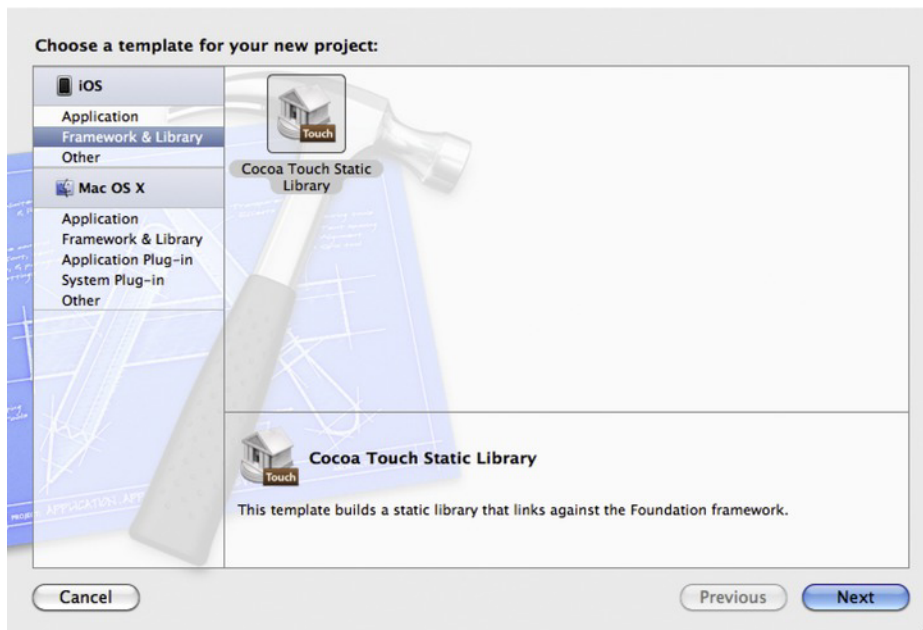 Choose a template for your new project:
iOS
Application
Framework & Library
Other
Mac OS X
Application
Framework & Library
Application Plug-in
System Plug-in
Other
Touch
Cocoa Touch Static
Library
Touch
Cocoa Touch Static Library
This template builds a static library that links against the Foundation framework.
Cancel
Previous
Next